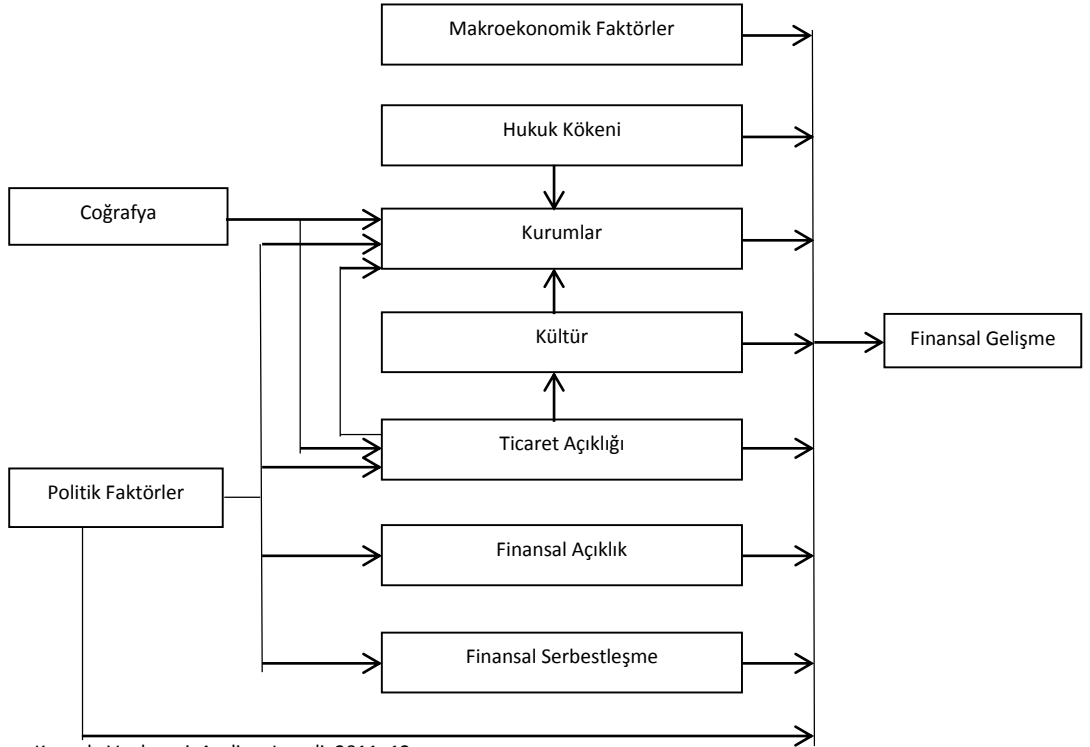 Makroekonomik Faktörler
Hukuk Kökeni
Coğrafya
Kurumlar
Kültür
Finansal Gelişme
Ticaret Açıklığı
Politik Faktörler
Finansal Açıklık
Finansal Serbestleşme